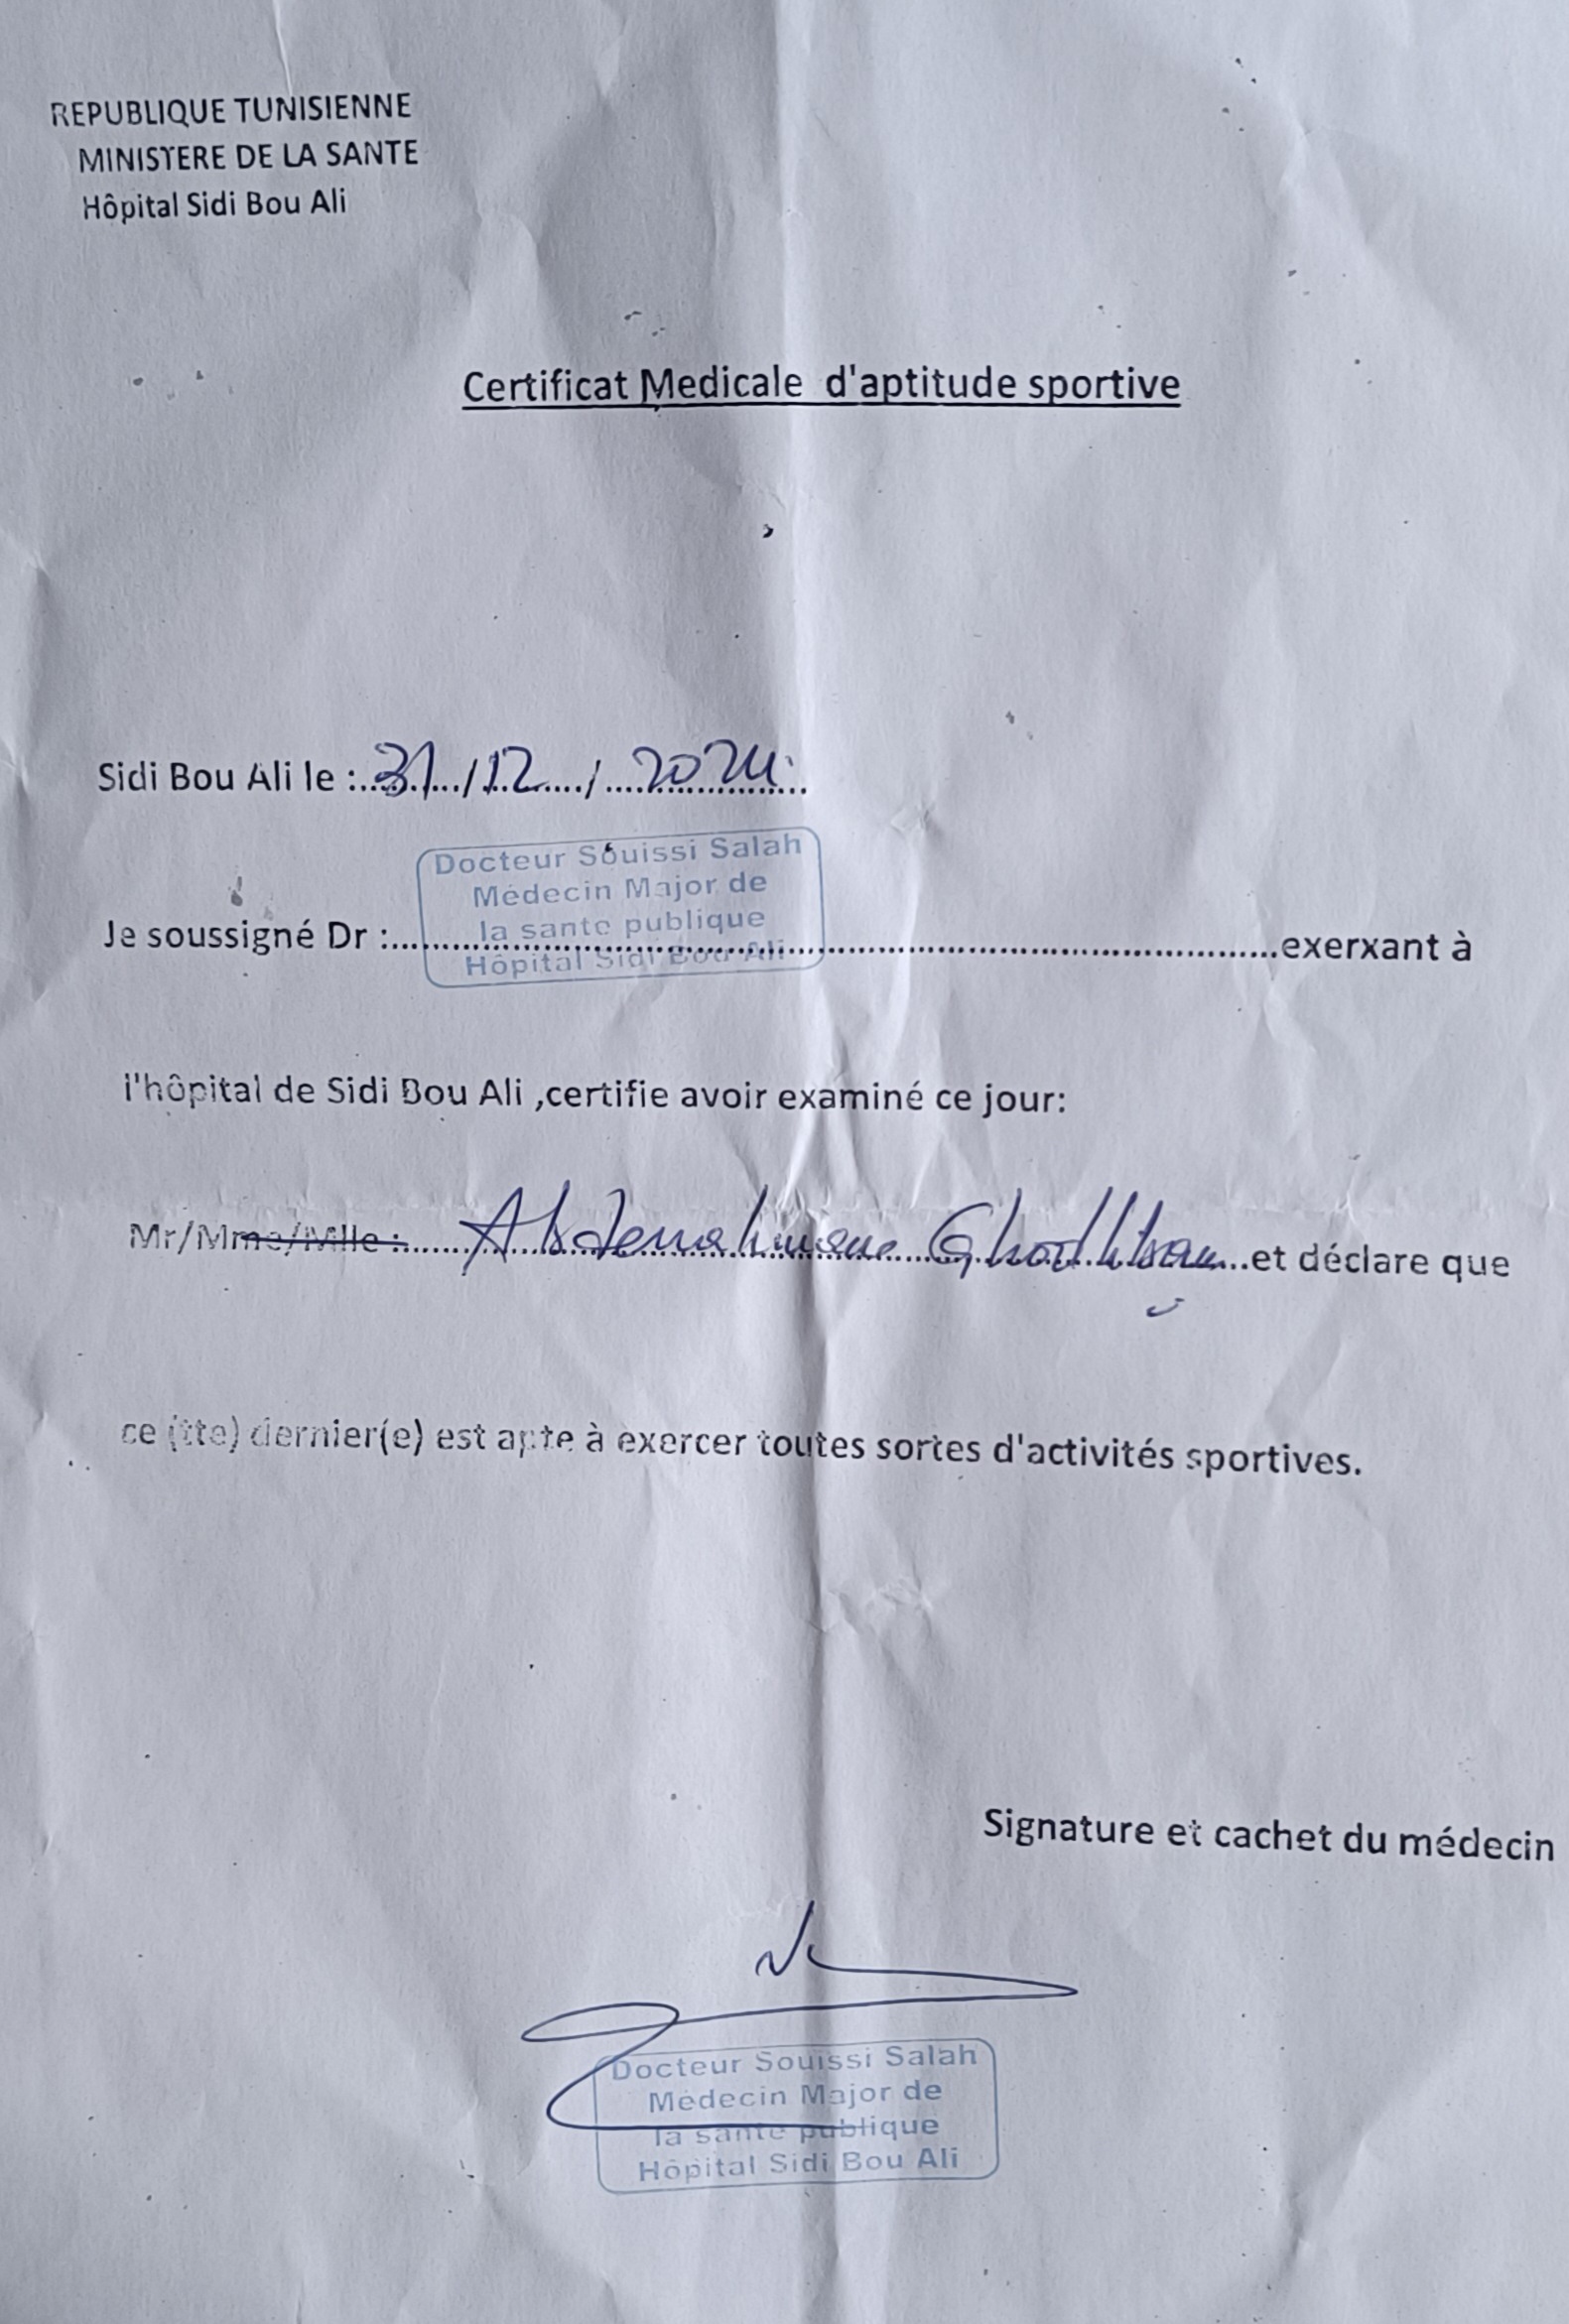 REPUBLIQUE TUNISIENNE
MINISTERE DE LA SANTE
Hôpital Sidi Bou Ali
Certificat Medicale d'aptitude sportive
Sidi Bou Ali le :31/12/2024
Docteur Souissi Salah
Médecin Major de
la sante publique
Hôpital Sidi Bou Ali
Je soussigné Dr :....................exerxant à
l'hôpital de Sidi Bou Ali ,certifie avoir examiné ce jour:
Mr/Mme/Mlle : Abderrahmane Ghodhbane et déclare que
ce (tte) dernier(e) est apte à exercer toutes sortes d'activités sportives.
Signature et cachet du médecin
Docteur Souissi Salah
Médecin Major de
la sante publique
Hôpital Sidi Bou Ali